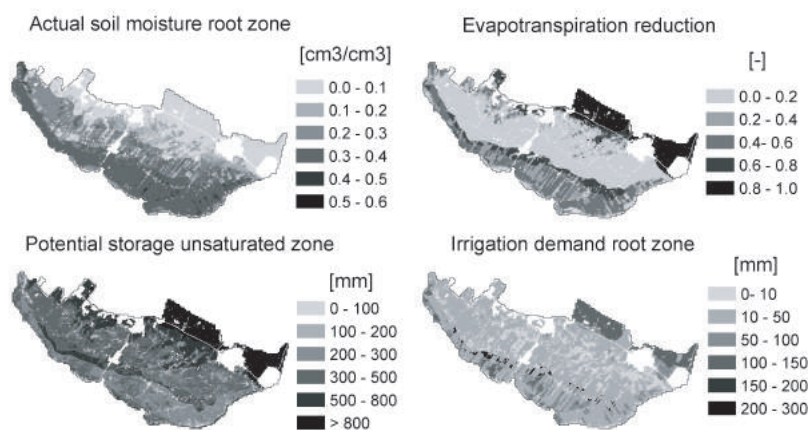 Actual soil moisture root zone
[cm3/cm3]
0.0 - 0.1
0.1 - 0.2
0.2 - 0.3
0.3 - 0.4
0.4 - 0.5
0.5 - 0.6
Evapotranspiration reduction
[-]
0.0 - 0.2
0.2 - 0.4
0.4- 0.6
0.6 - 0.8
0.8 - 1.0
Potential storage unsaturated zone
[mm]
0 - 100
100 - 200
200 - 300
300 - 500
500 - 800
> 800
Irrigation demand root zone
[mm]
0- 10
10 - 50
50 - 100
100 - 150
150 - 200
200 - 300